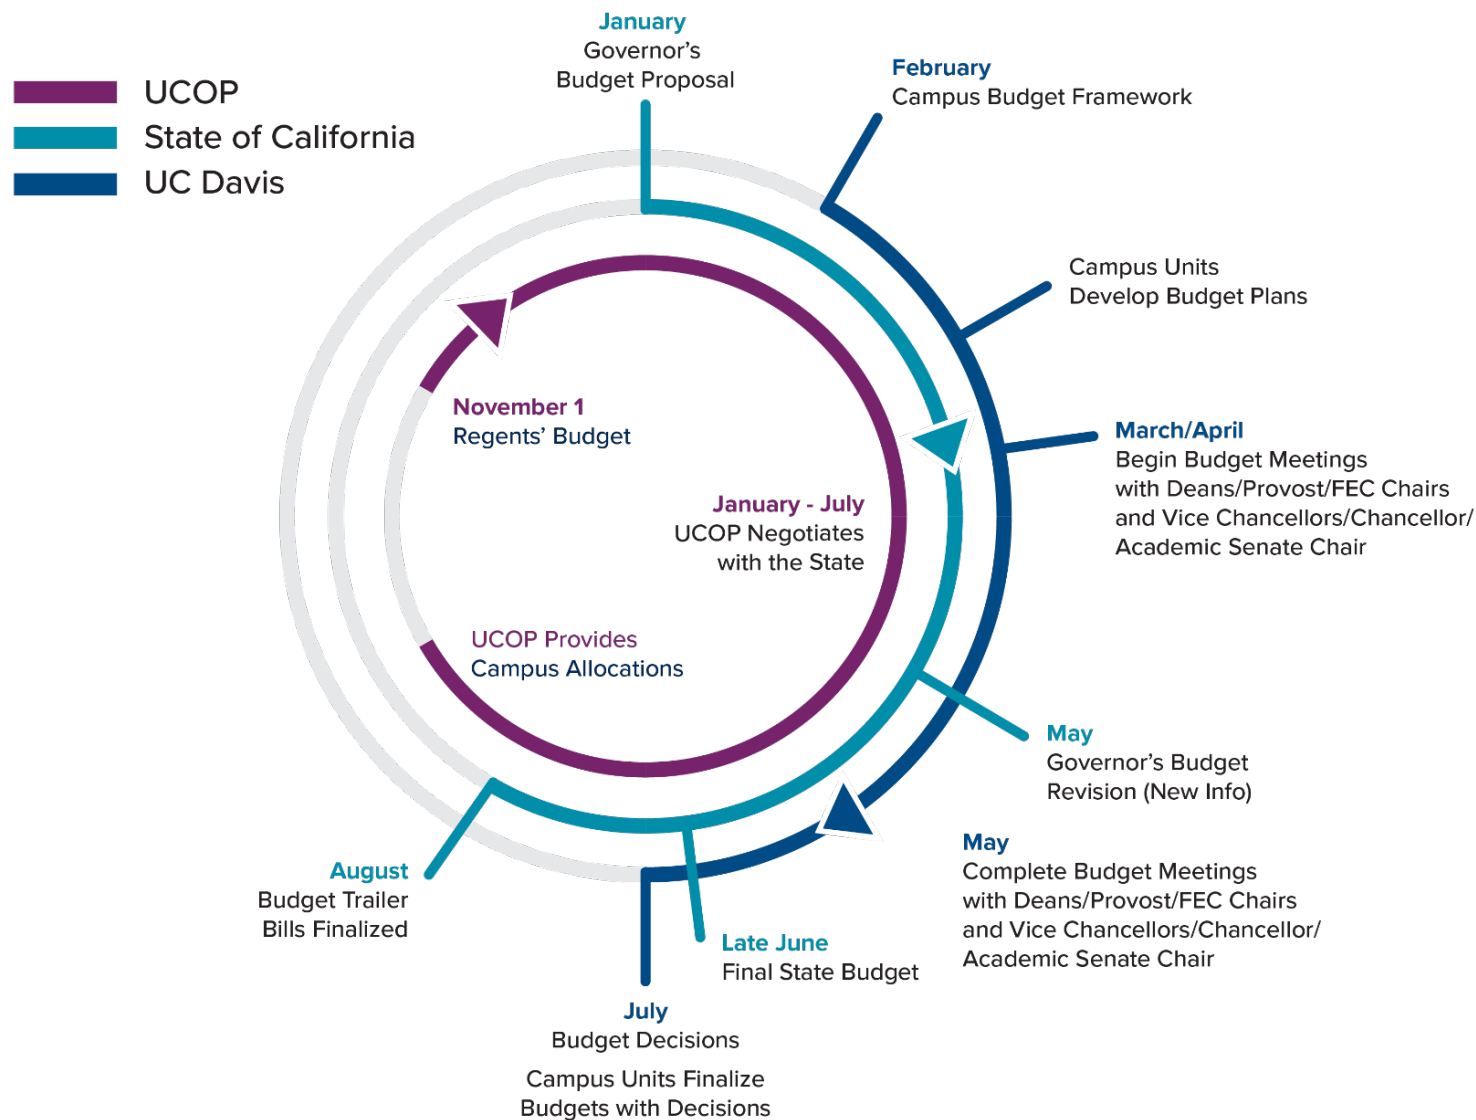 UCOP
State of California
UC Davis
January
Governor’s
Budget Proposal
February
Campus Budget Framework
Campus Units
Develop Budget Plans
March/April
Begin Budget Meetings
with Deans/Provost/FEC Chairs
and Vice Chancellors/Chancellor/
Academic Senate Chair
November 1
Regents’ Budget
January - July
UCOP Negotiates
with the State
UCOP Provides
Campus Allocations
May
Governor’s Budget
Revision (New Info)
May
Complete Budget Meetings
with Deans/Provost/FEC Chairs
and Vice Chancellors/Chancellor/
Academic Senate Chair
Late June
Final State Budget
July
Budget Decisions
Campus Units Finalize
Budgets with Decisions
August
Budget Trailer
Bills Finalized